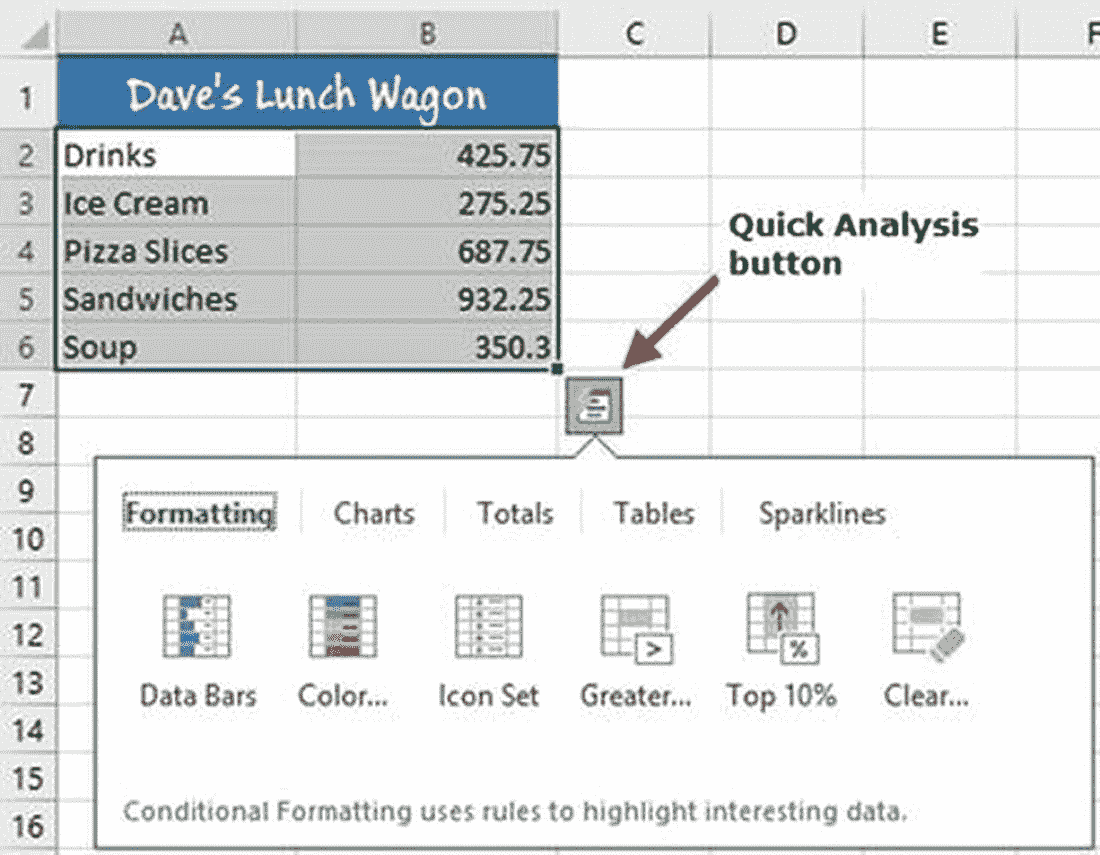 A B C D E F
1 Dave's Lunch Wagon
2 Drinks 425.75
3 Ice Cream 275.25
4 Pizza Slices 687.75
5 Sandwiches 932.25
6 Soup 350.3
Quick Analysis
button
7
8
9
10
11
12
13
14
15
16
Formatting Charts Totals Tables Sparklines
> %
Data Bars Color... Icon Set Greater... Top 10% Clear...
Conditional Formatting uses rules to highlight interesting data.